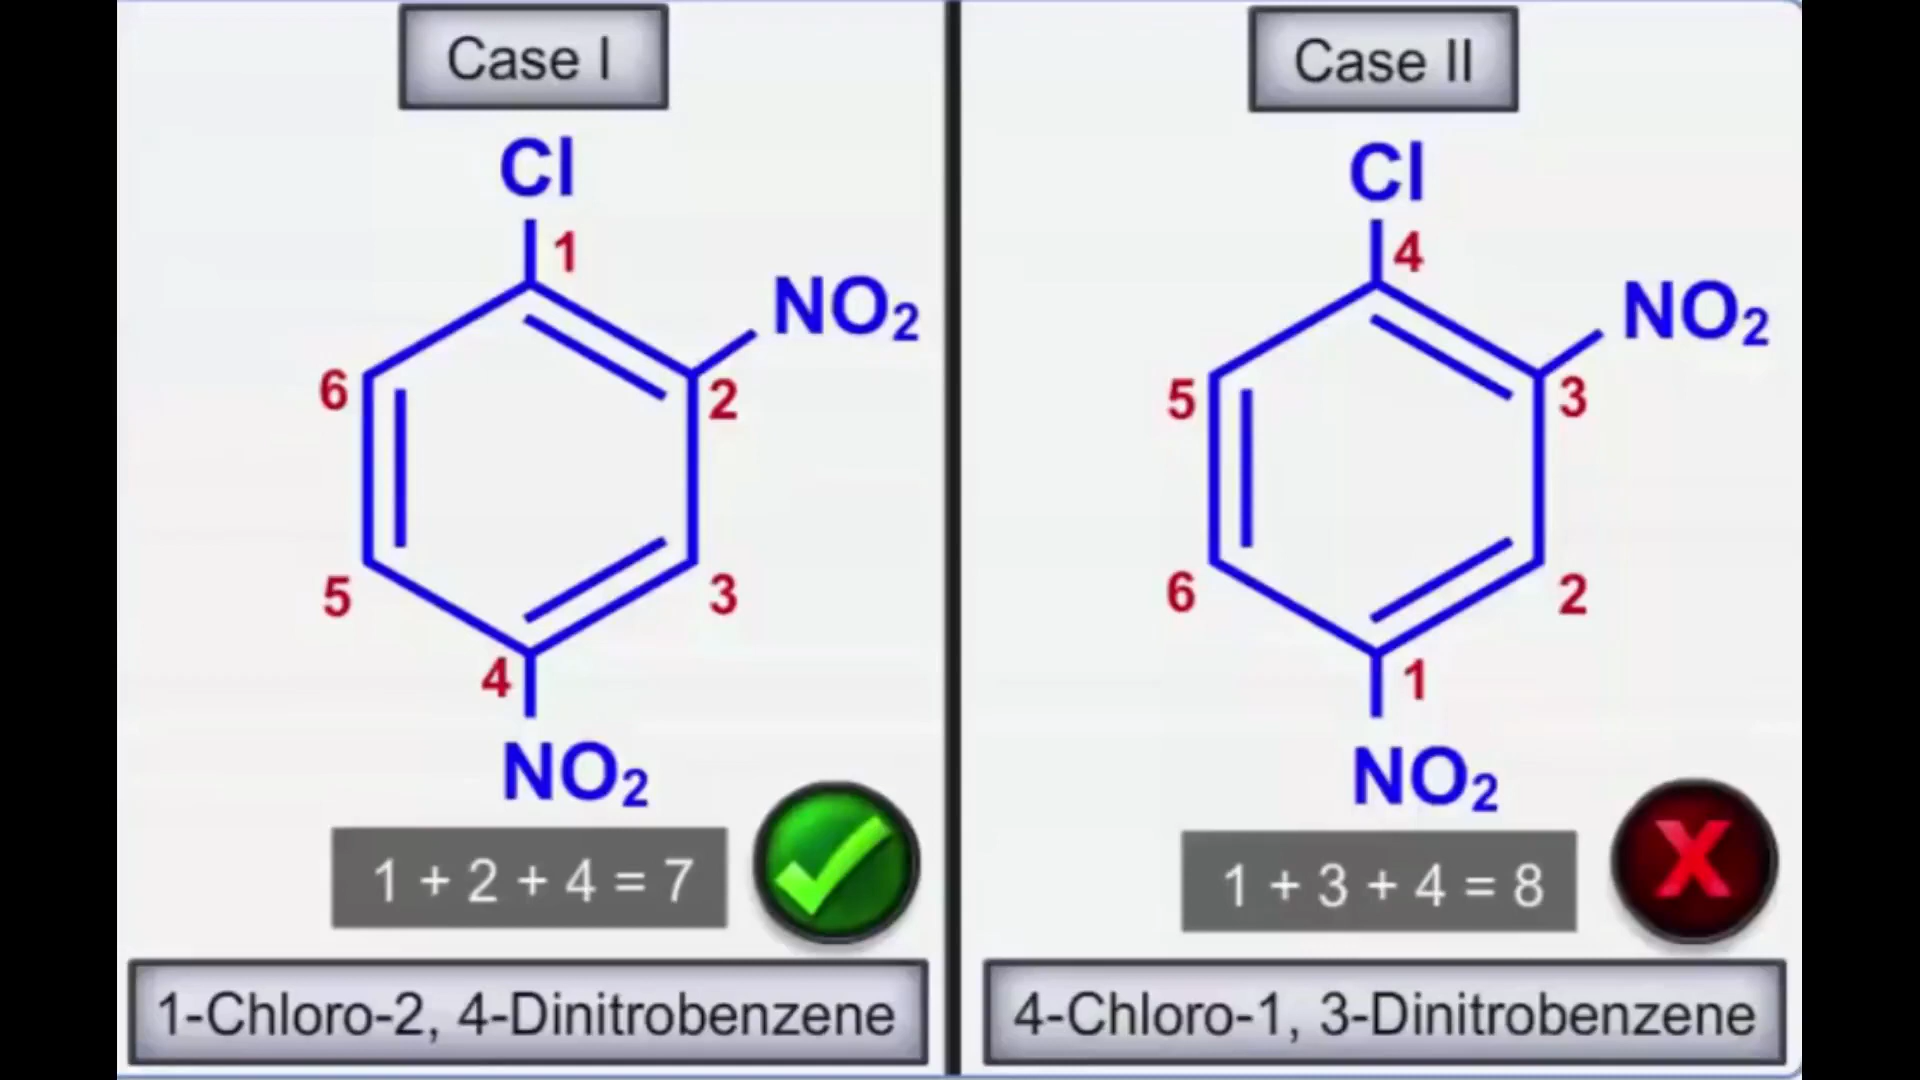 Case I
Cl
1
NO2
6
2
5
3
4
NO2
1 + 2 + 4 = 7
1-Chloro-2, 4-Dinitrobenzene
Case II
Cl
4
NO2
5
3
6
2
1
NO2
1 + 3 + 4 = 8
X
4-Chloro-1, 3-Dinitrobenzene